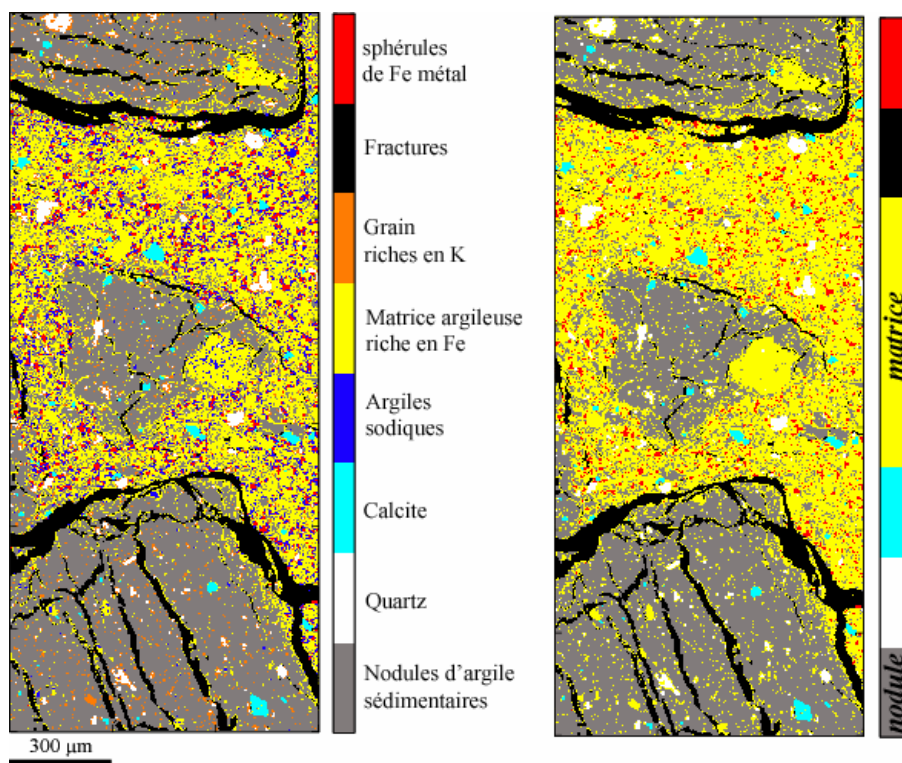 sphérules
de Fe métal
Fractures
Grain
riches en K
Matrice argileuse
riche en Fe
Argiles
sodiques
Calcite
Quartz
Nodules d'argile
sédimentaires
300 µm
matrice
nodule